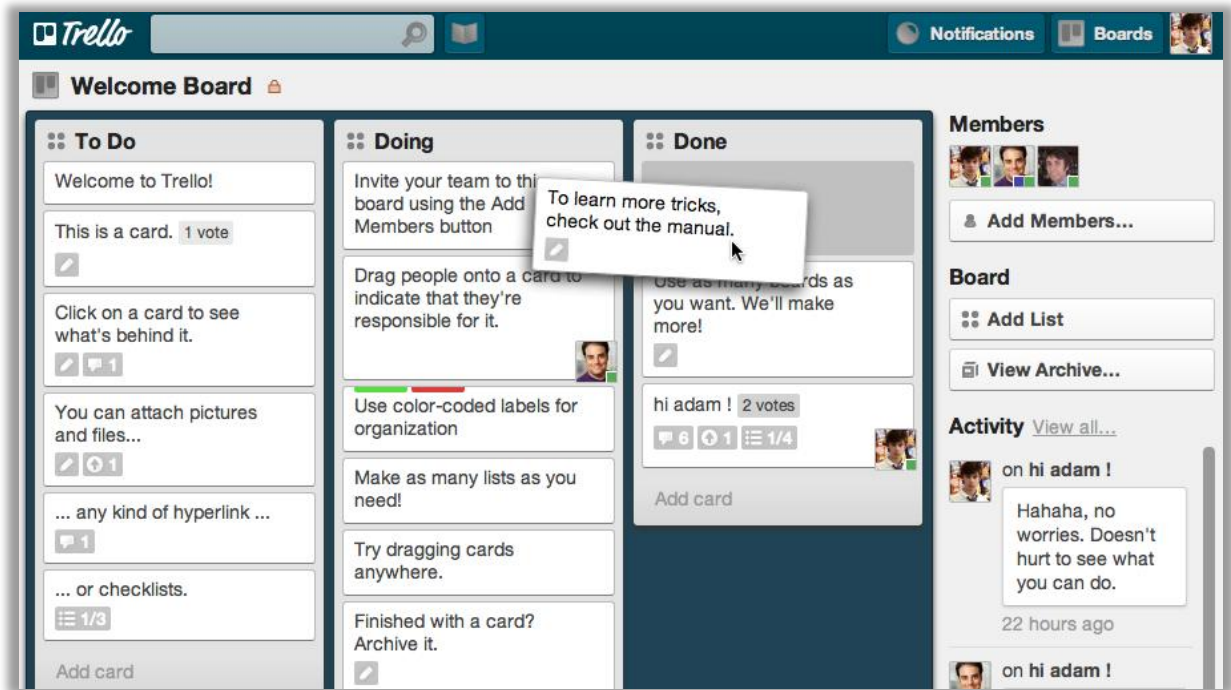 Trello
Notifications
Boards
Welcome Board
To Do
Welcome to Trello!
This is a card. 1 vote
Click on a card to see
what's behind it.
1
You can attach pictures
and files...
1
... any kind of hyperlink ...
1
... or checklists.
1/3
Add card
Doing
Invite your team to thi
board using the Add
Members button
Drag people onto a card to
indicate that they're
responsible for it.
Use color-coded labels for
organization
Make as many lists as you
need!
Try dragging cards
anywhere.
Finished with a card?
Archive it.
Done
To learn more tricks,
check out the manual.
Use as many boards as
you want. We'll make
more!
hi adam ! 2 votes
6 1 1/4
Add card
Members
Add Members...
Board
Add List
View Archive...
Activity View all...
on hi adam !
Hahaha, no
worries. Doesn't
hurt to see what
you can do.
22 hours ago
on hi adam !